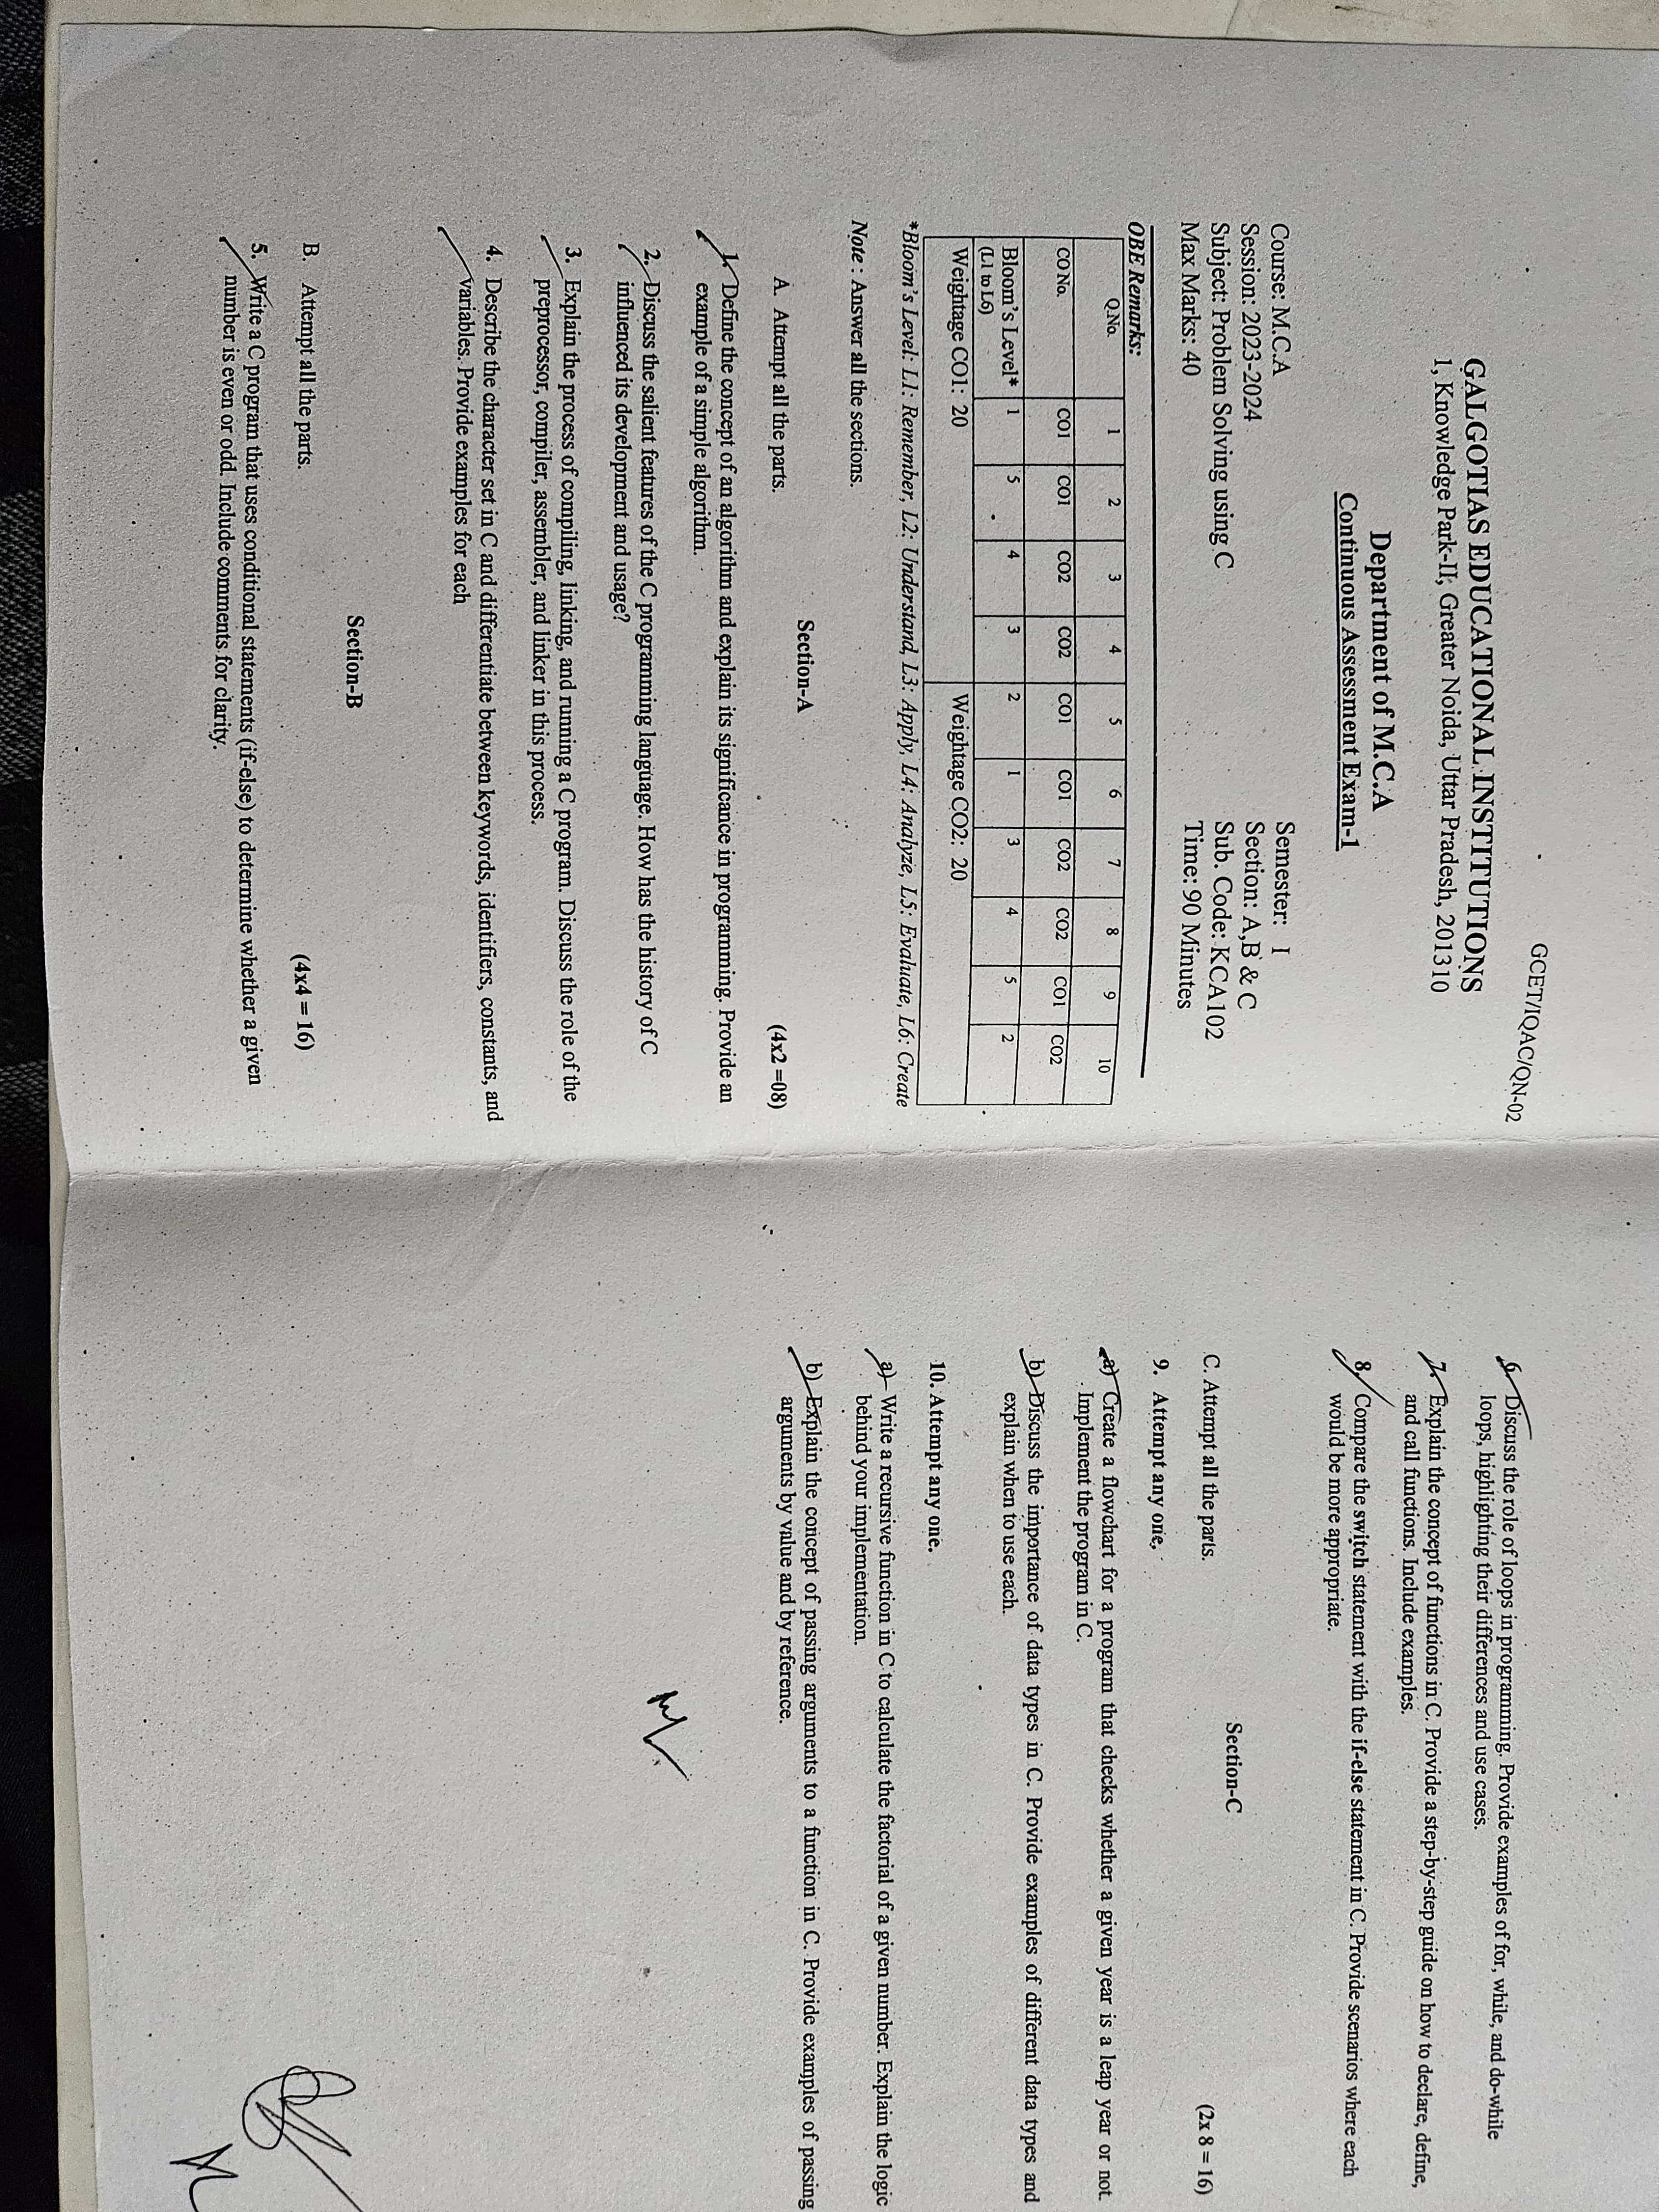 GCET/IQAC/QN-02
GALGOTIAS EDUCATIONAL INSTITUTIONS
1, Knowledge Park-II, Greater Noida, Uttar Pradesh, 201310
Department of M.C.A
Continuous Assessment Exam-1
Course: M.C.A Semester: I
Session: 2023-2024 Section: A,B & C
Subject: Problem Solving using C Sub. Code: KCA102
Max Marks: 40 Time: 90 Minutes
OBE Remarks:
Q.No. 1 2 3 4 5 6 7 8 9 10
CO No. CO1 CO1 CO2 CO2 CO1 CO1 CO2 CO2 CO1 CO2
Bloom's Level* (L1 to L6) 1 5 4 3 2 1 3 4 5 2
Weightage CO1: 20 Weightage CO2: 20
*Bloom's Level: L1: Remember, L2: Understand, L3: Apply, L4: Analyze, L5: Evaluate, L6: Create
Note : Answer all the sections.
Section-A
A. Attempt all the parts. (4x2 =08)
1. Define the concept of an algorithm and explain its significance in programming. Provide an
example of a simple algorithm.
2. Discuss the salient features of the C programming language. How has the history of C
influenced its development and usage?
3. Explain the process of compiling, linking, and running a C program. Discuss the role of the
preprocessor, compiler, assembler, and linker in this process.
4. Describe the character set in C and differentiate between keywords, identifiers, constants, and
variables. Provide examples for each
Section-B
B. Attempt all the parts. (4x4 = 16)
5. Write a C program that uses conditional statements (if-else) to determine whether a given
number is even or odd. Include comments for clarity.
6. Discuss the role of loops in programming. Provide examples of for, while, and do-while
loops, highlighting their differences and use cases.
7. Explain the concept of functions in C. Provide a step-by-step guide on how to declare, define,
and call functions. Include examples.
8. Compare the switch statement with the if-else statement in C. Provide scenarios where each
would be more appropriate.
Section-C
C. Attempt all the parts. (2x 8 = 16)
9. Attempt any one,
a) Create a flowchart for a program that checks whether a given year is a leap year or not.
Implement the program in C.
b) Discuss the importance of data types in C. Provide examples of different data types and
explain when to use each.
10. Attempt any one.
a) Write a recursive function in C to calculate the factorial of a given number. Explain the logic
behind your implementation.
b) Explain the concept of passing arguments to a function in C. Provide examples of passing
arguments by value and by reference.